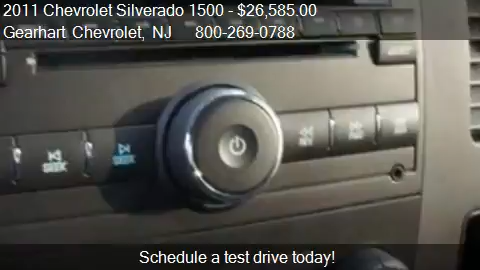 2011 Chevrolet Silverado 1500 - $26,585.00
Gearhart Chevrolet, NJ 800-269-0788
SEEK SEEK
Schedule a test drive today!